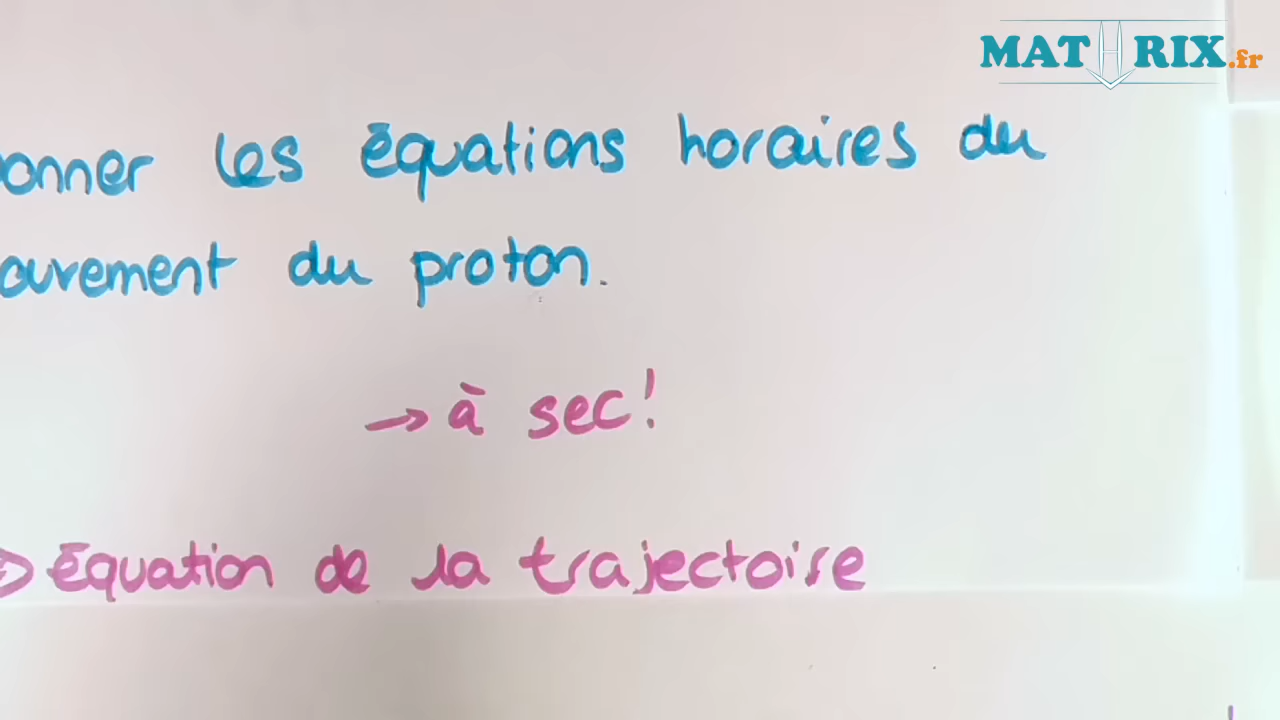 MATHRIX.fr
onner les équations horaires du
ouvement du proton.
→ à sec!
Équation de la trajectoire